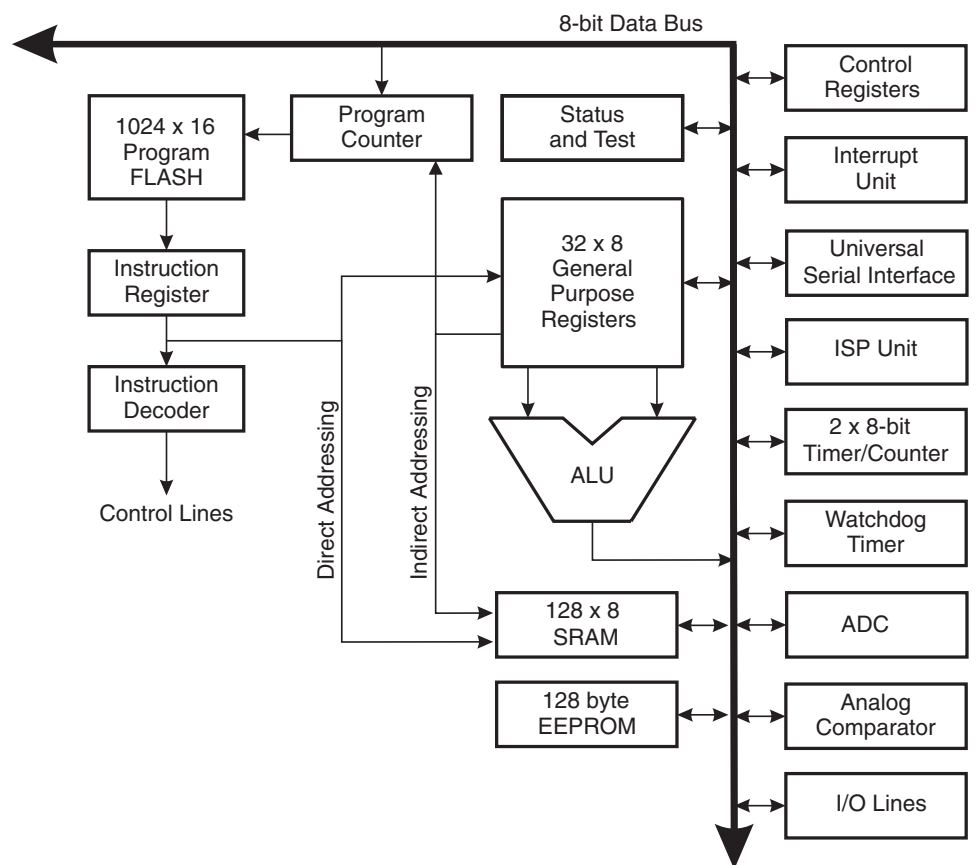 8-bit Data Bus
1024 x 16
Program
FLASH
Program
Counter
Status
and Test
Control
Registers
Interrupt
Unit
Instruction
Register
32 x 8
General
Purpose
Registers
Universal
Serial Interface
ISP Unit
Instruction
Decoder
Direct Addressing
Indirect Addressing
ALU
2 x 8-bit
Timer/Counter
Control Lines
Watchdog
Timer
128 x 8
SRAM
ADC
128 byte
EEPROM
Analog
Comparator
I/O Lines